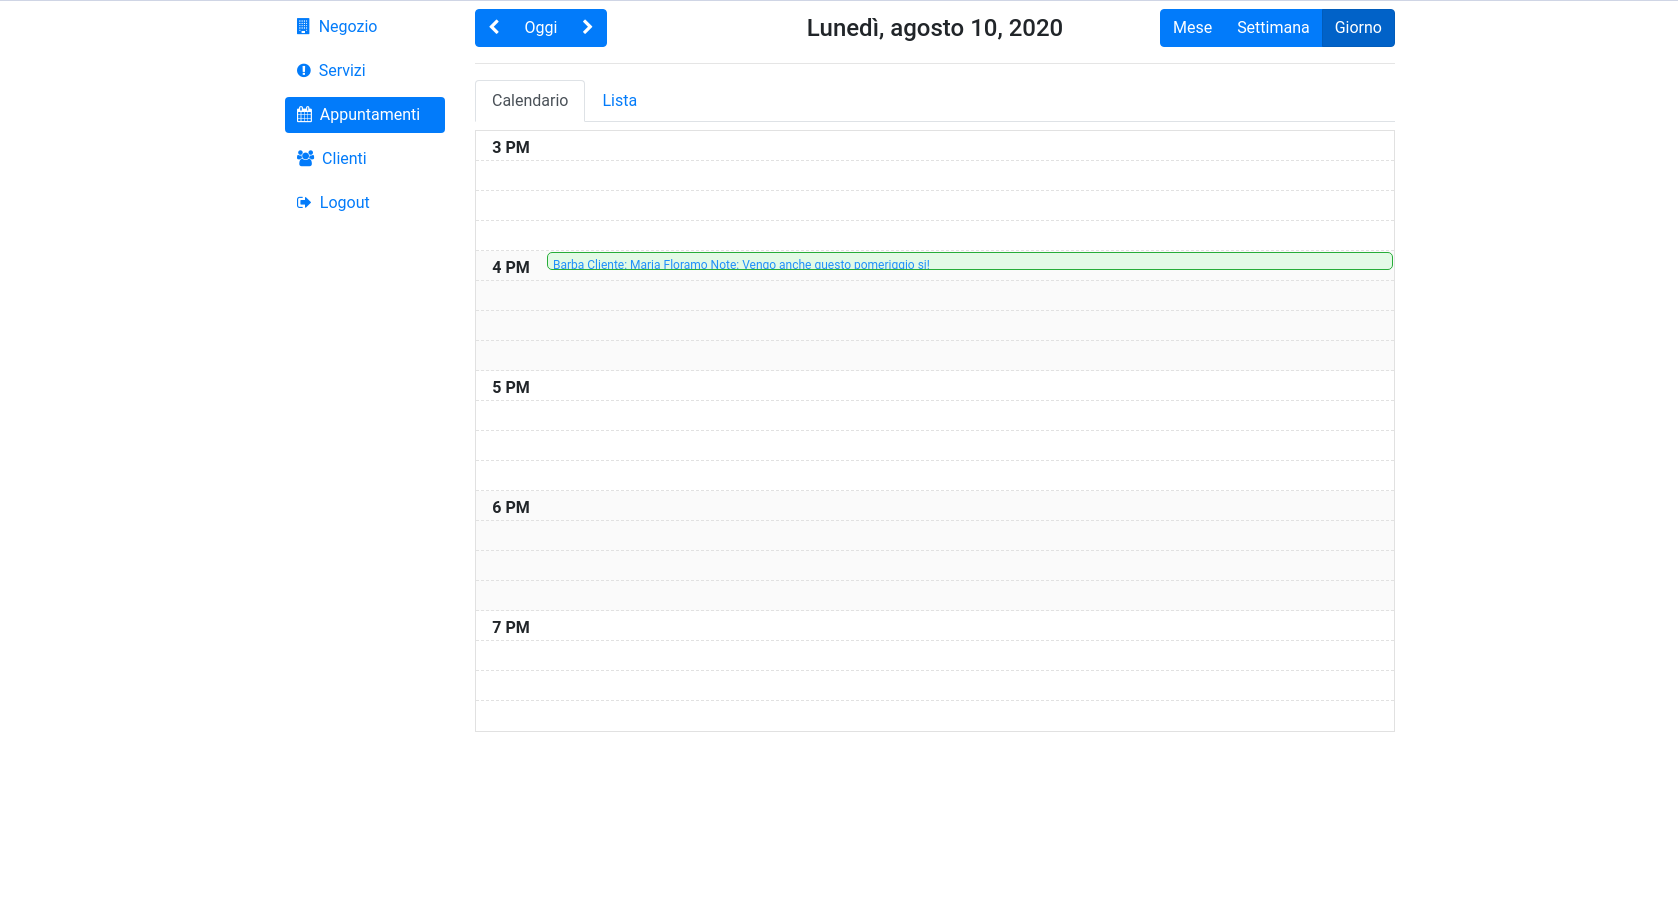 Negozio
Servizi
Appuntamenti
Clienti
Logout
Oggi
Lunedì, agosto 10, 2020
Mese Settimana Giorno
Calendario Lista
3 PM
4 PM
Barba Cliente: Maria Floramo Note: Vengo anche questo pomeriggio si!
5 PM
6 PM
7 PM